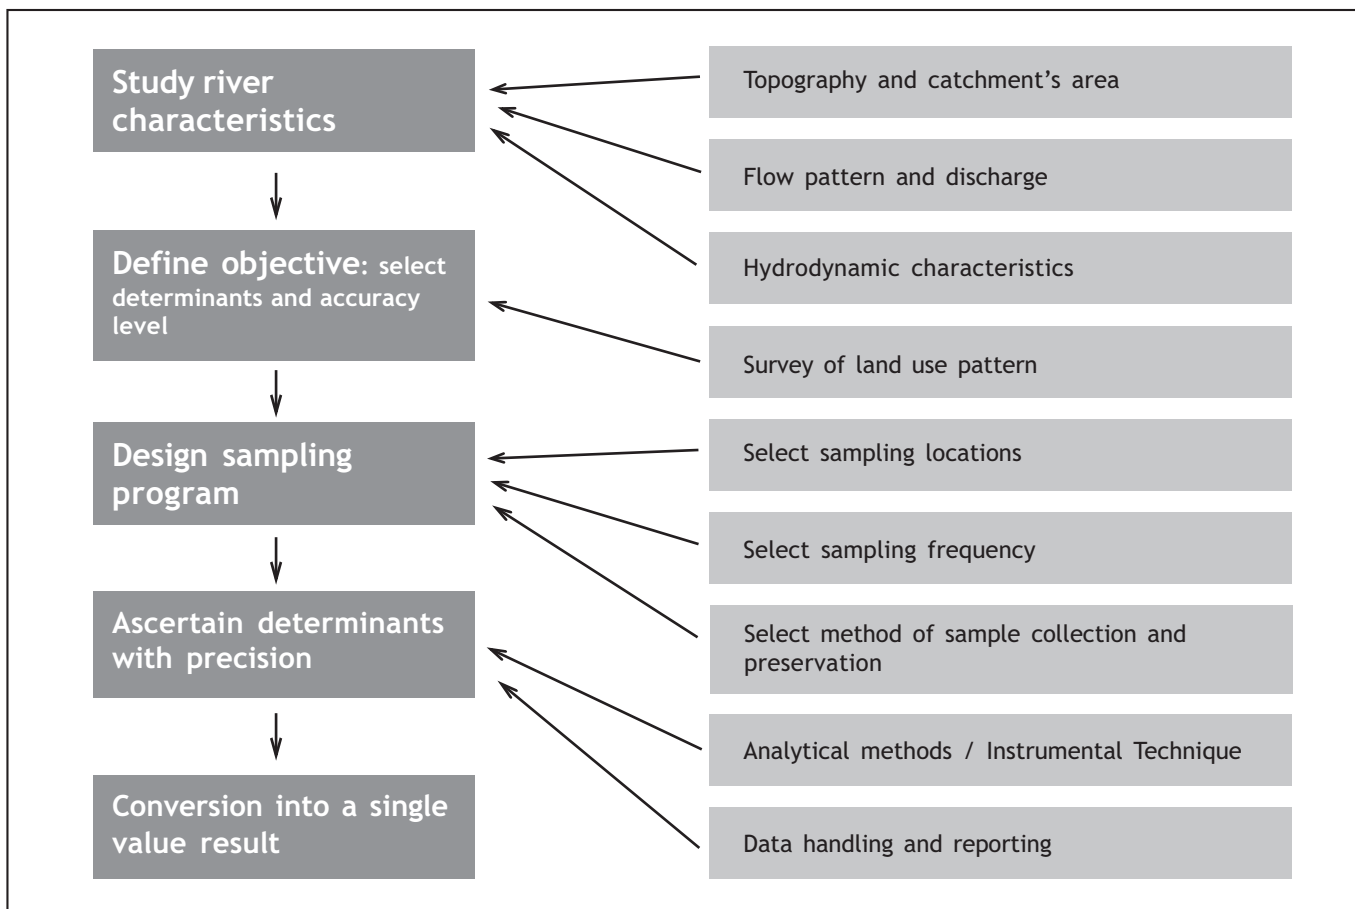 Study river
characteristics
Define objective: select
determinants and accuracy
level
Design sampling
program
Ascertain determinants
with precision
Conversion into a single
value result
Topography and catchment’s area
Flow pattern and discharge
Hydrodynamic characteristics
Survey of land use pattern
Select sampling locations
Select sampling frequency
Select method of sample collection and
preservation
Analytical methods / Instrumental Technique
Data handling and reporting